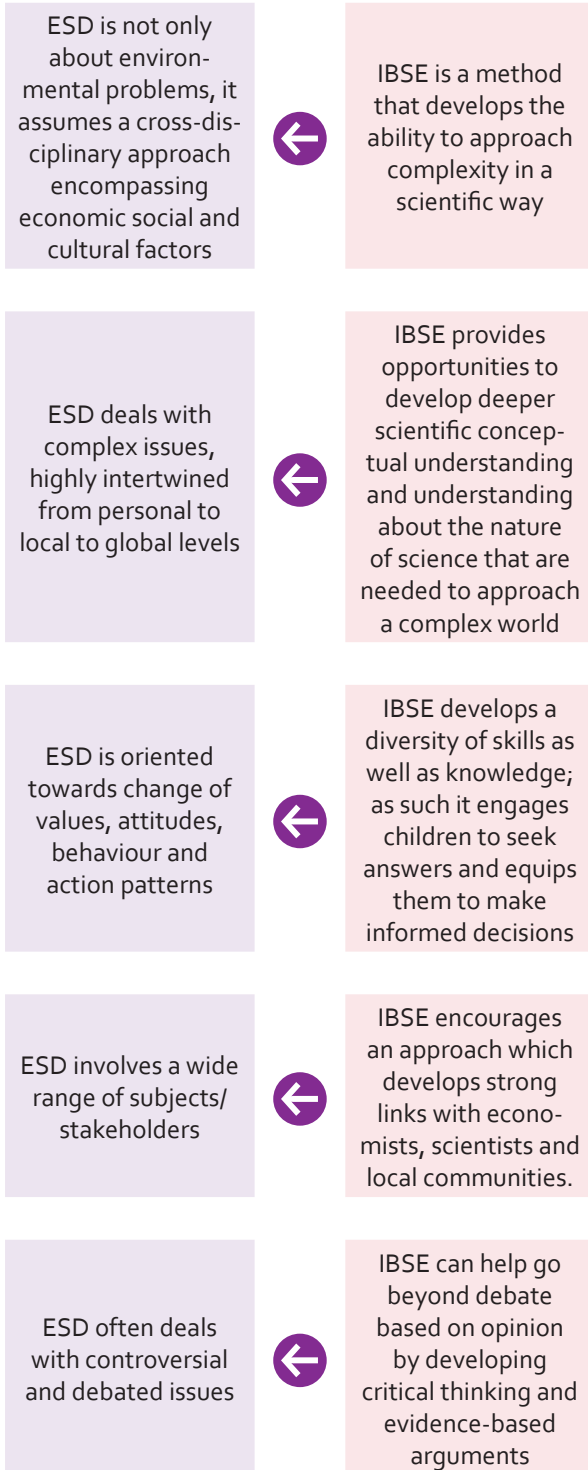 ESD is not only
about environ-
mental problems, it
assumes a cross-dis-
ciplinary approach
encompassing
economic social and
cultural factors
IBSE is a method
that develops the
ability to approach
complexity in a
scientific way
ESD deals with
complex issues,
highly intertwined
from personal to
local to global levels
IBSE provides
opportunities to
develop deeper
scientific concep-
tual understanding
and understanding
about the nature
of science that are
needed to approach
a complex world
ESD is oriented
towards change of
values, attitudes,
behaviour and
action patterns
IBSE develops a
diversity of skills as
well as knowledge;
as such it engages
children to seek
answers and equips
them to make
informed decisions
ESD involves a wide
range of subjects/
stakeholders
IBSE encourages
an approach which
develops strong
links with econo-
mists, scientists and
local communities.
ESD often deals
with controversial
and debated issues
IBSE can help go
beyond debate
based on opinion
by developing
critical thinking and
evidence-based
arguments